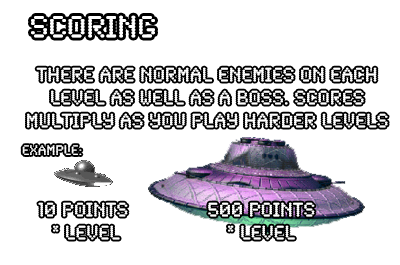 SCORING
THERE ARE NORMAL ENEMIES ON EACH
LEVEL AS WELL AS A BOSS. SCORES
MULTIPLY AS YOU PLAY HARDER LEVELS
EXAMPLE:
10 POINTS
* LEVEL
500 POINTS
* LEVEL